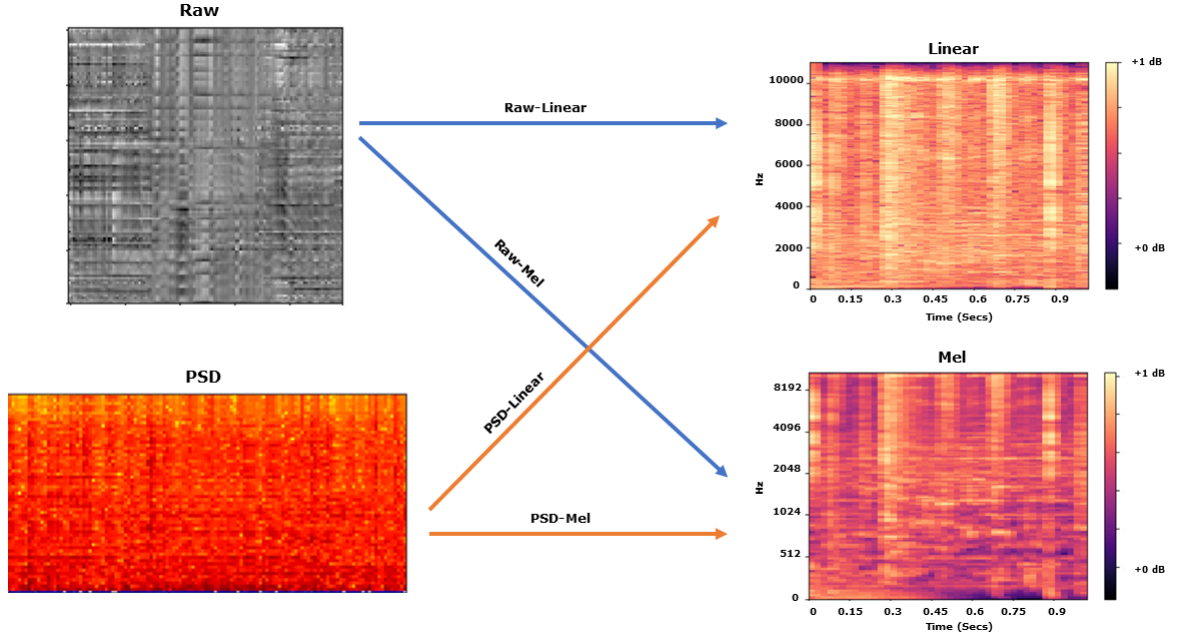 Raw
Linear
+1 dB
10000
8000
6000
4000
2000
0
Hz
+0 dB
0 0.15 0.3 0.45 0.6 0.75 0.9
Time (Secs)
Raw-Linear
Raw-Mel
PSD-Linear
PSD-Mel
PSD
Mel
+1 dB
8192
4096
2048
1024
512
0
Hz
+0 dB
0 0.15 0.3 0.45 0.6 0.75 0.9
Time (Secs)